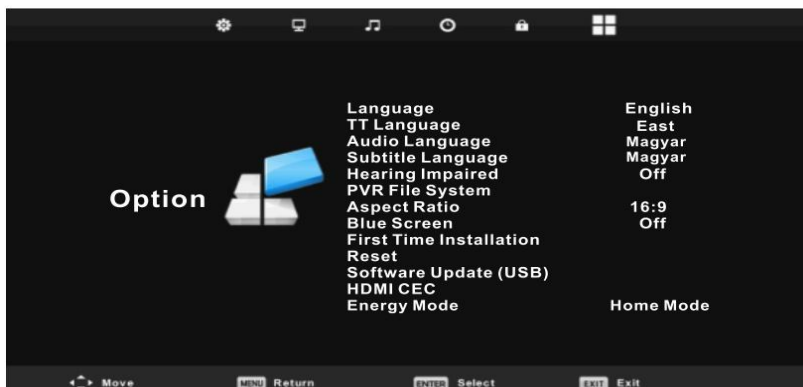 Option
Language English
TT Language East
Audio Language Magyar
Subtitle Language Magyar
Hearing Impaired Off
PVR File System
Aspect Ratio 16:9
Blue Screen Off
First Time Installation
Reset
Software Update (USB)
HDMI CEC
Energy Mode Home Mode
Move MENU Return ENTER Select EXIT Exit